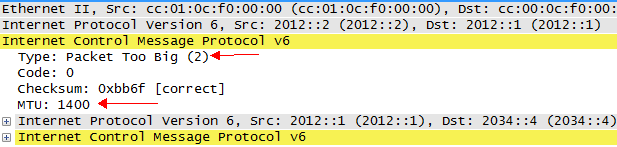 Ethernet II, Src: cc:01:0c:f0:00:00 (cc:01:0c:f0:00:00), Dst: cc:00:0c:f0:00:
Internet Protocol Version 6, Src: 2012::2 (2012::2), Dst: 2012::1 (2012::1)
Internet Control Message Protocol v6
Type: Packet Too Big (2)
Code: 0
Checksum: 0xbb6f [correct]
MTU: 1400
Internet Protocol Version 6, Src: 2012::1 (2012::1), Dst: 2034::4 (2034::4)
Internet Control Message Protocol v6